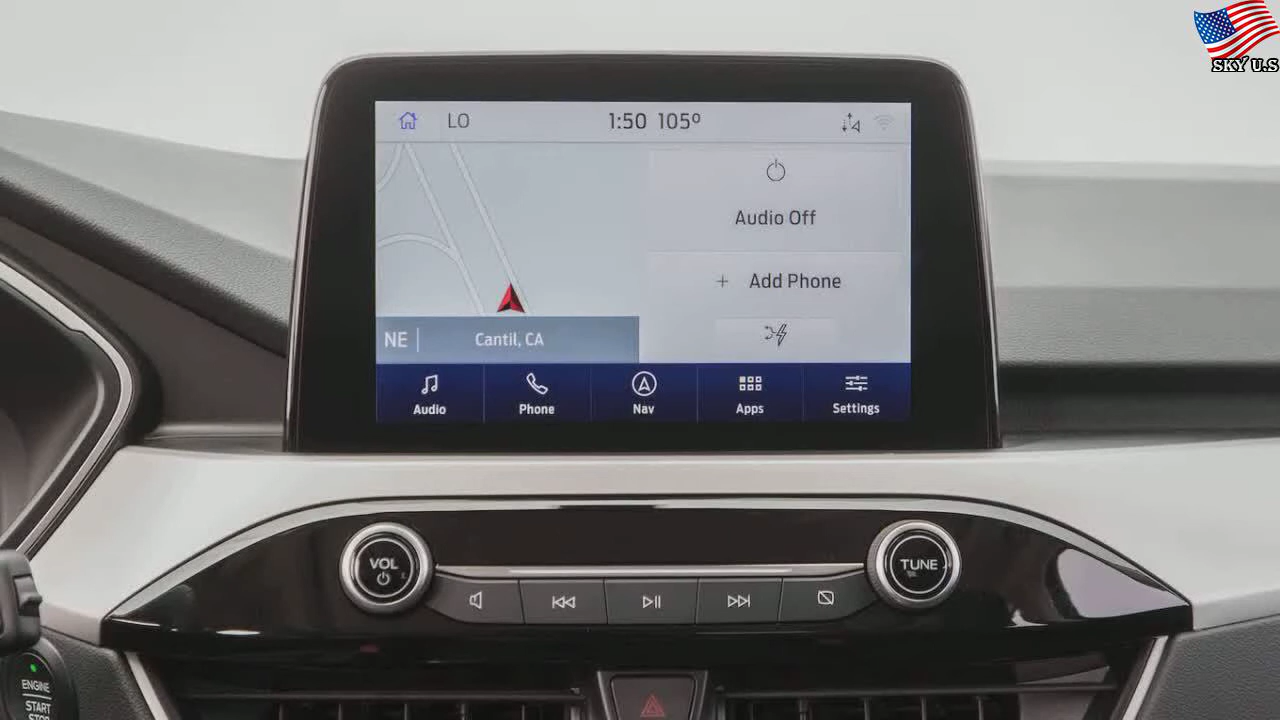 SKY U.S
LO
1:50 105°
Audio Off
+ Add Phone
NE
Cantil, CA
Audio
Phone
Nav
Apps
Settings
VOL
TUNE
ENGINE
START
STOP